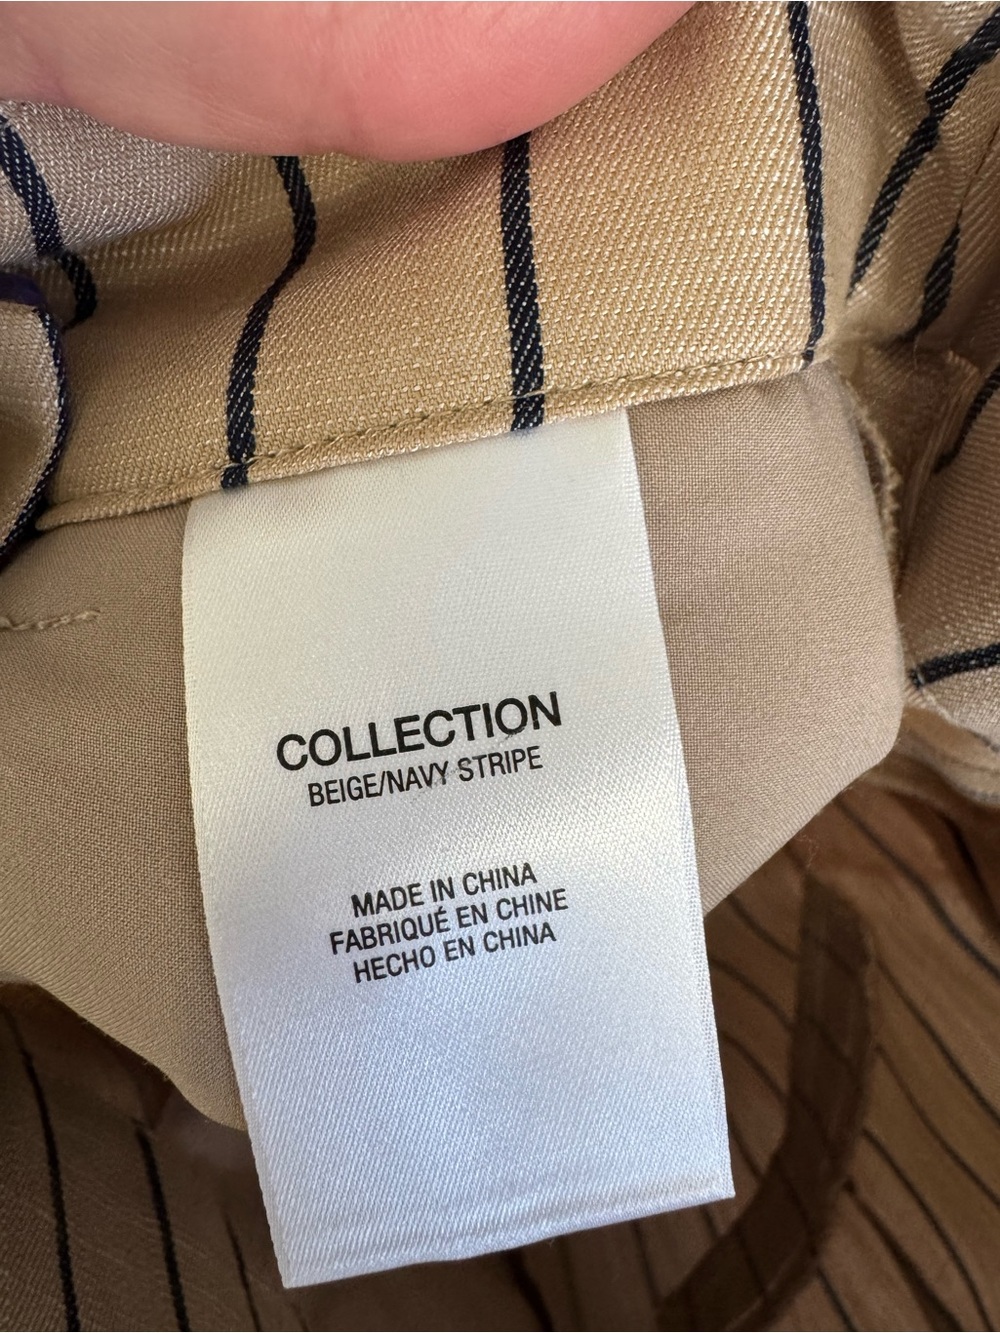 COLLECTION
BEIGE/NAVY STRIPE
MADE IN CHINA
FABRIQUÉ EN CHINE
HECHO EN CHINA